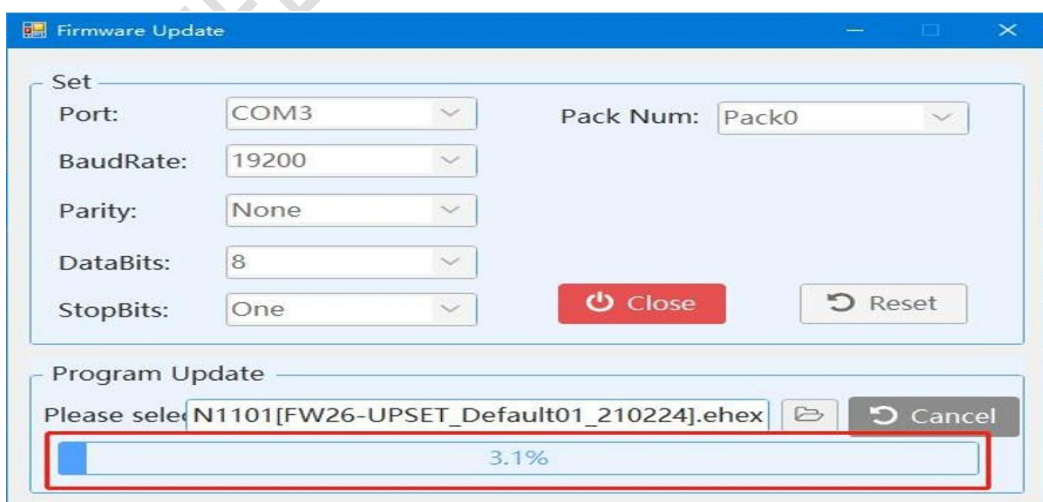 Firmware Update
Set
Port: COM3 Pack Num: Pack0
BaudRate: 19200
Parity: None
DataBits: 8
StopBits: One Close Reset
Program Update
Please selec N1101[FW26-UPSET_Default01_210224].ehex Cancel
3.1%